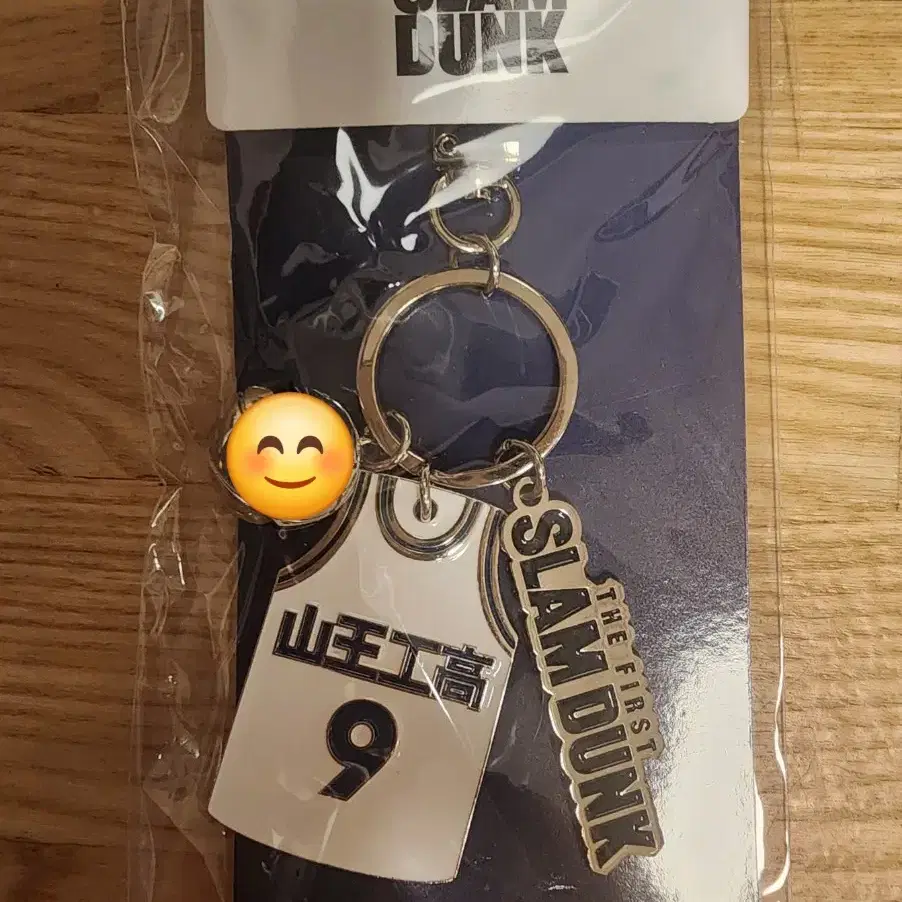 SLAM
DUNK
山王工高
9
THE FIRST
SLAM DUNK